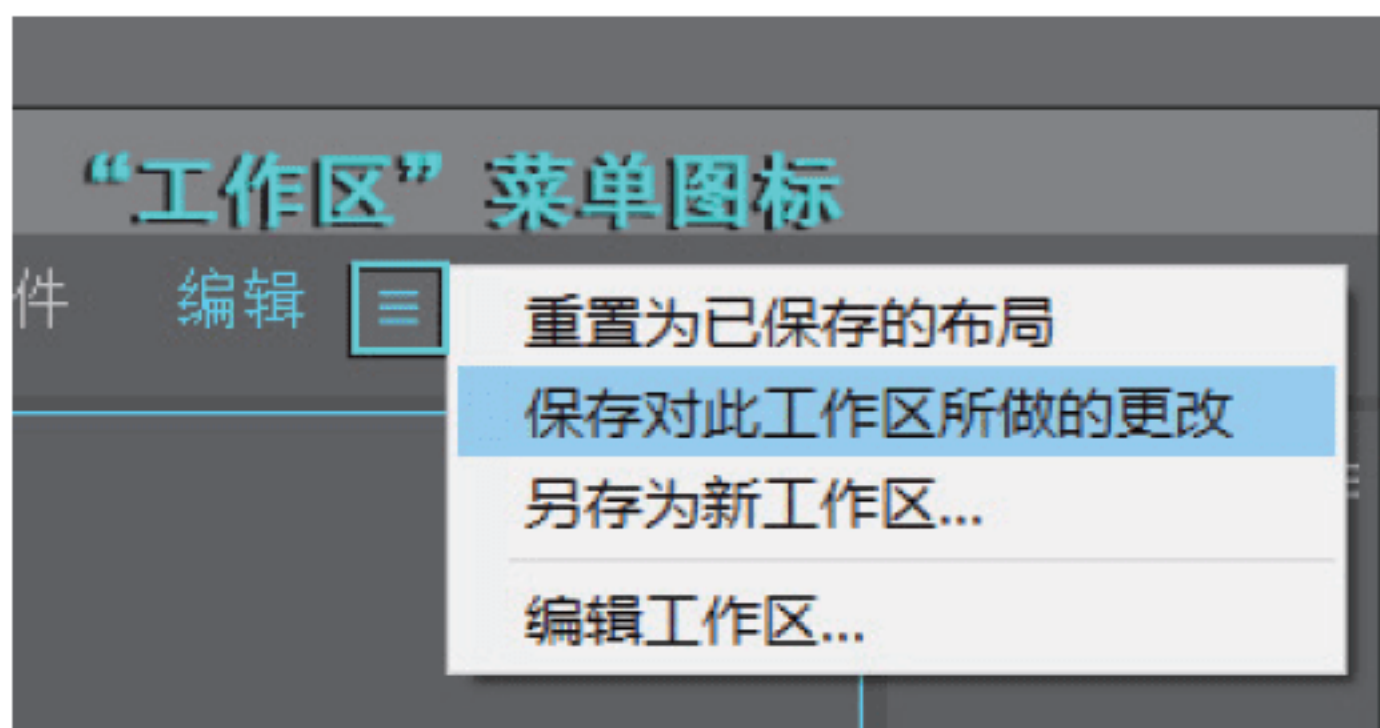 “工作区”菜单图标
件 编辑
重置为已保存的布局
保存对此工作区所做的更改
另存为新工作区...
编辑工作区...